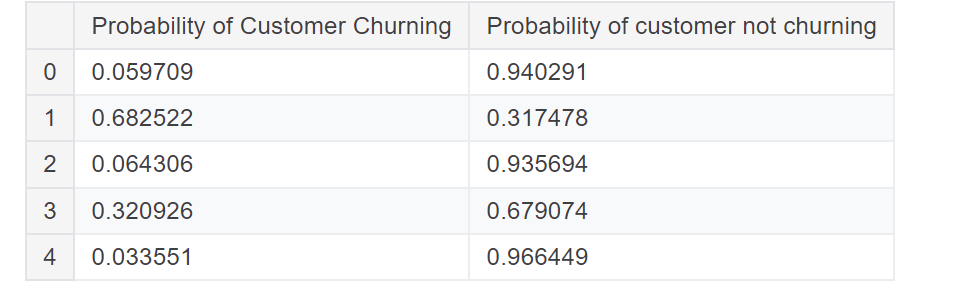 Probability of Customer Churning Probability of customer not churning
0 0.059709 0.940291
1 0.682522 0.317478
2 0.064306 0.935694
3 0.320926 0.679074
4 0.033551 0.966449